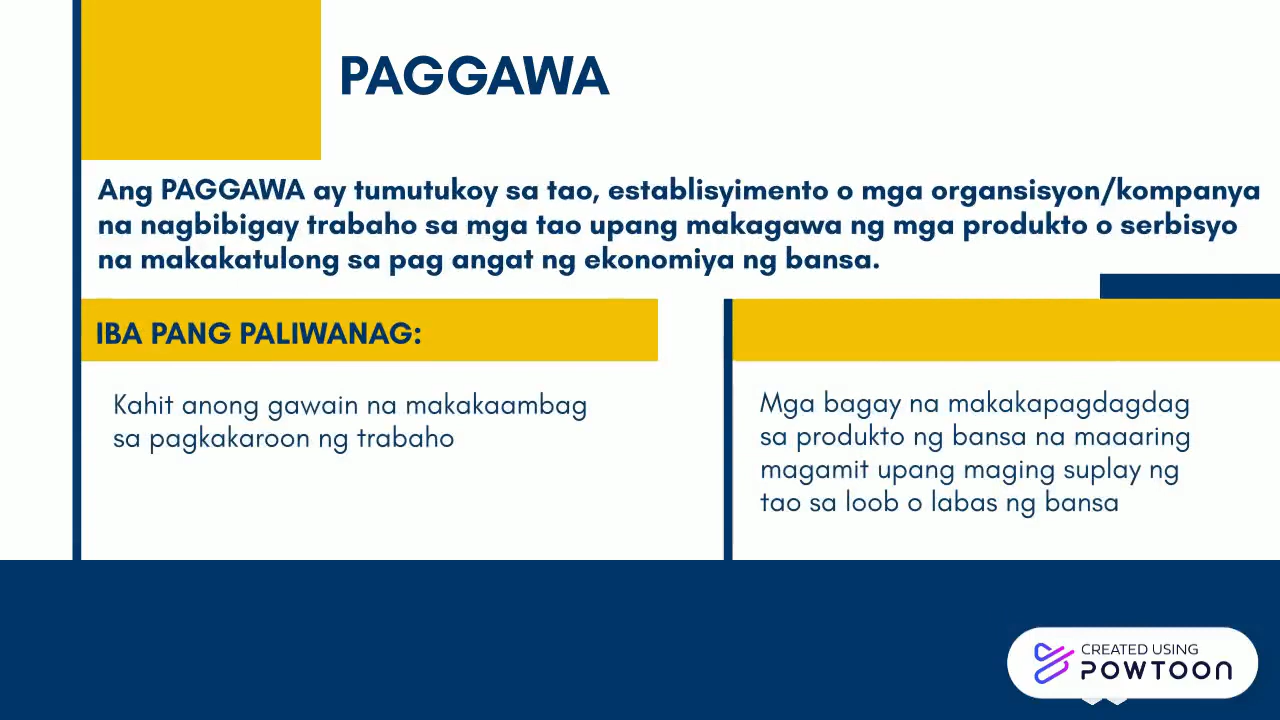 PAGGAWA
Ang PAGGAWA ay tumutukoy sa tao, establisyimento o mga organsisyon/kompanya
na nagbibigay trabaho sa mga tao upang makagawa ng mga produkto o serbisyo
na makakatulong sa pag angat ng ekonomiya ng bansa.
IBA PANG PALIWANAG:
Kahit anong gawain na makakaambag
sa pagkakaroon ng trabaho
Mga bagay na makakapagdagdag
sa produkto ng bansa na maaaring
magamit upang maging suplay ng
tao sa loob o labas ng bansa
CREATED USING
POWTOON